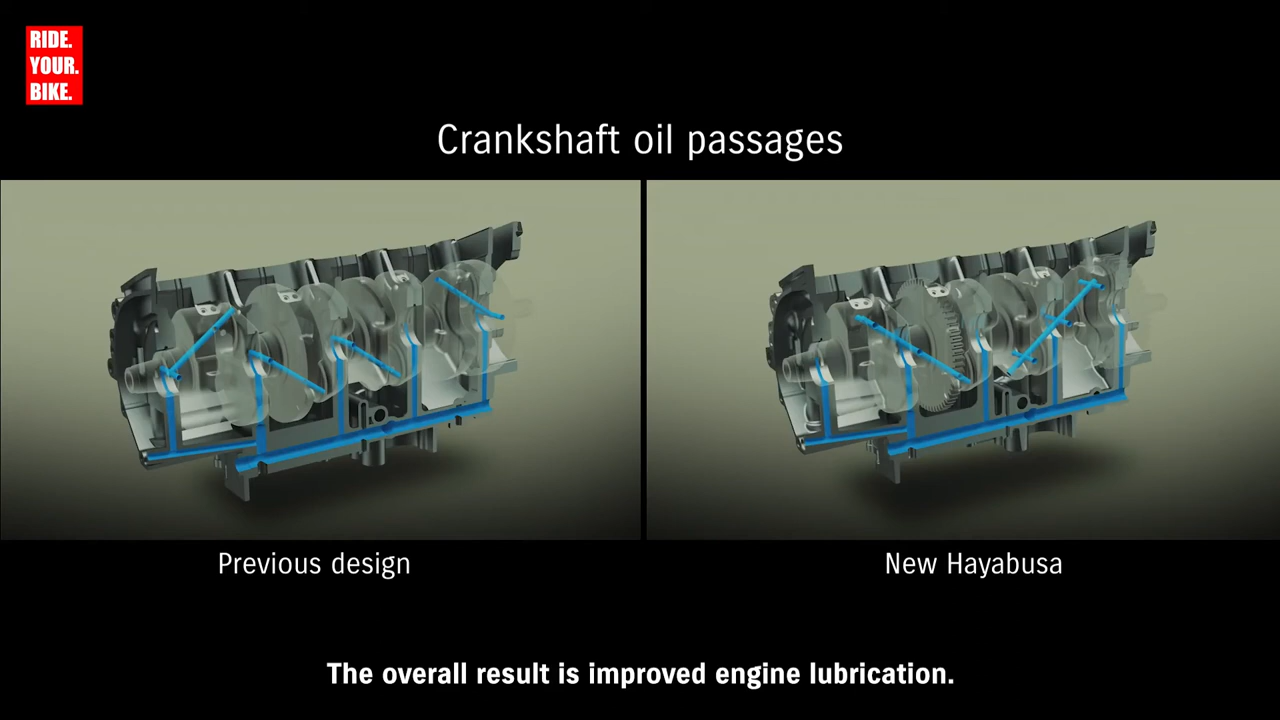 RIDE.
YOUR.
BIKE.
Crankshaft oil passages
Previous design
New Hayabusa
The overall result is improved engine lubrication.